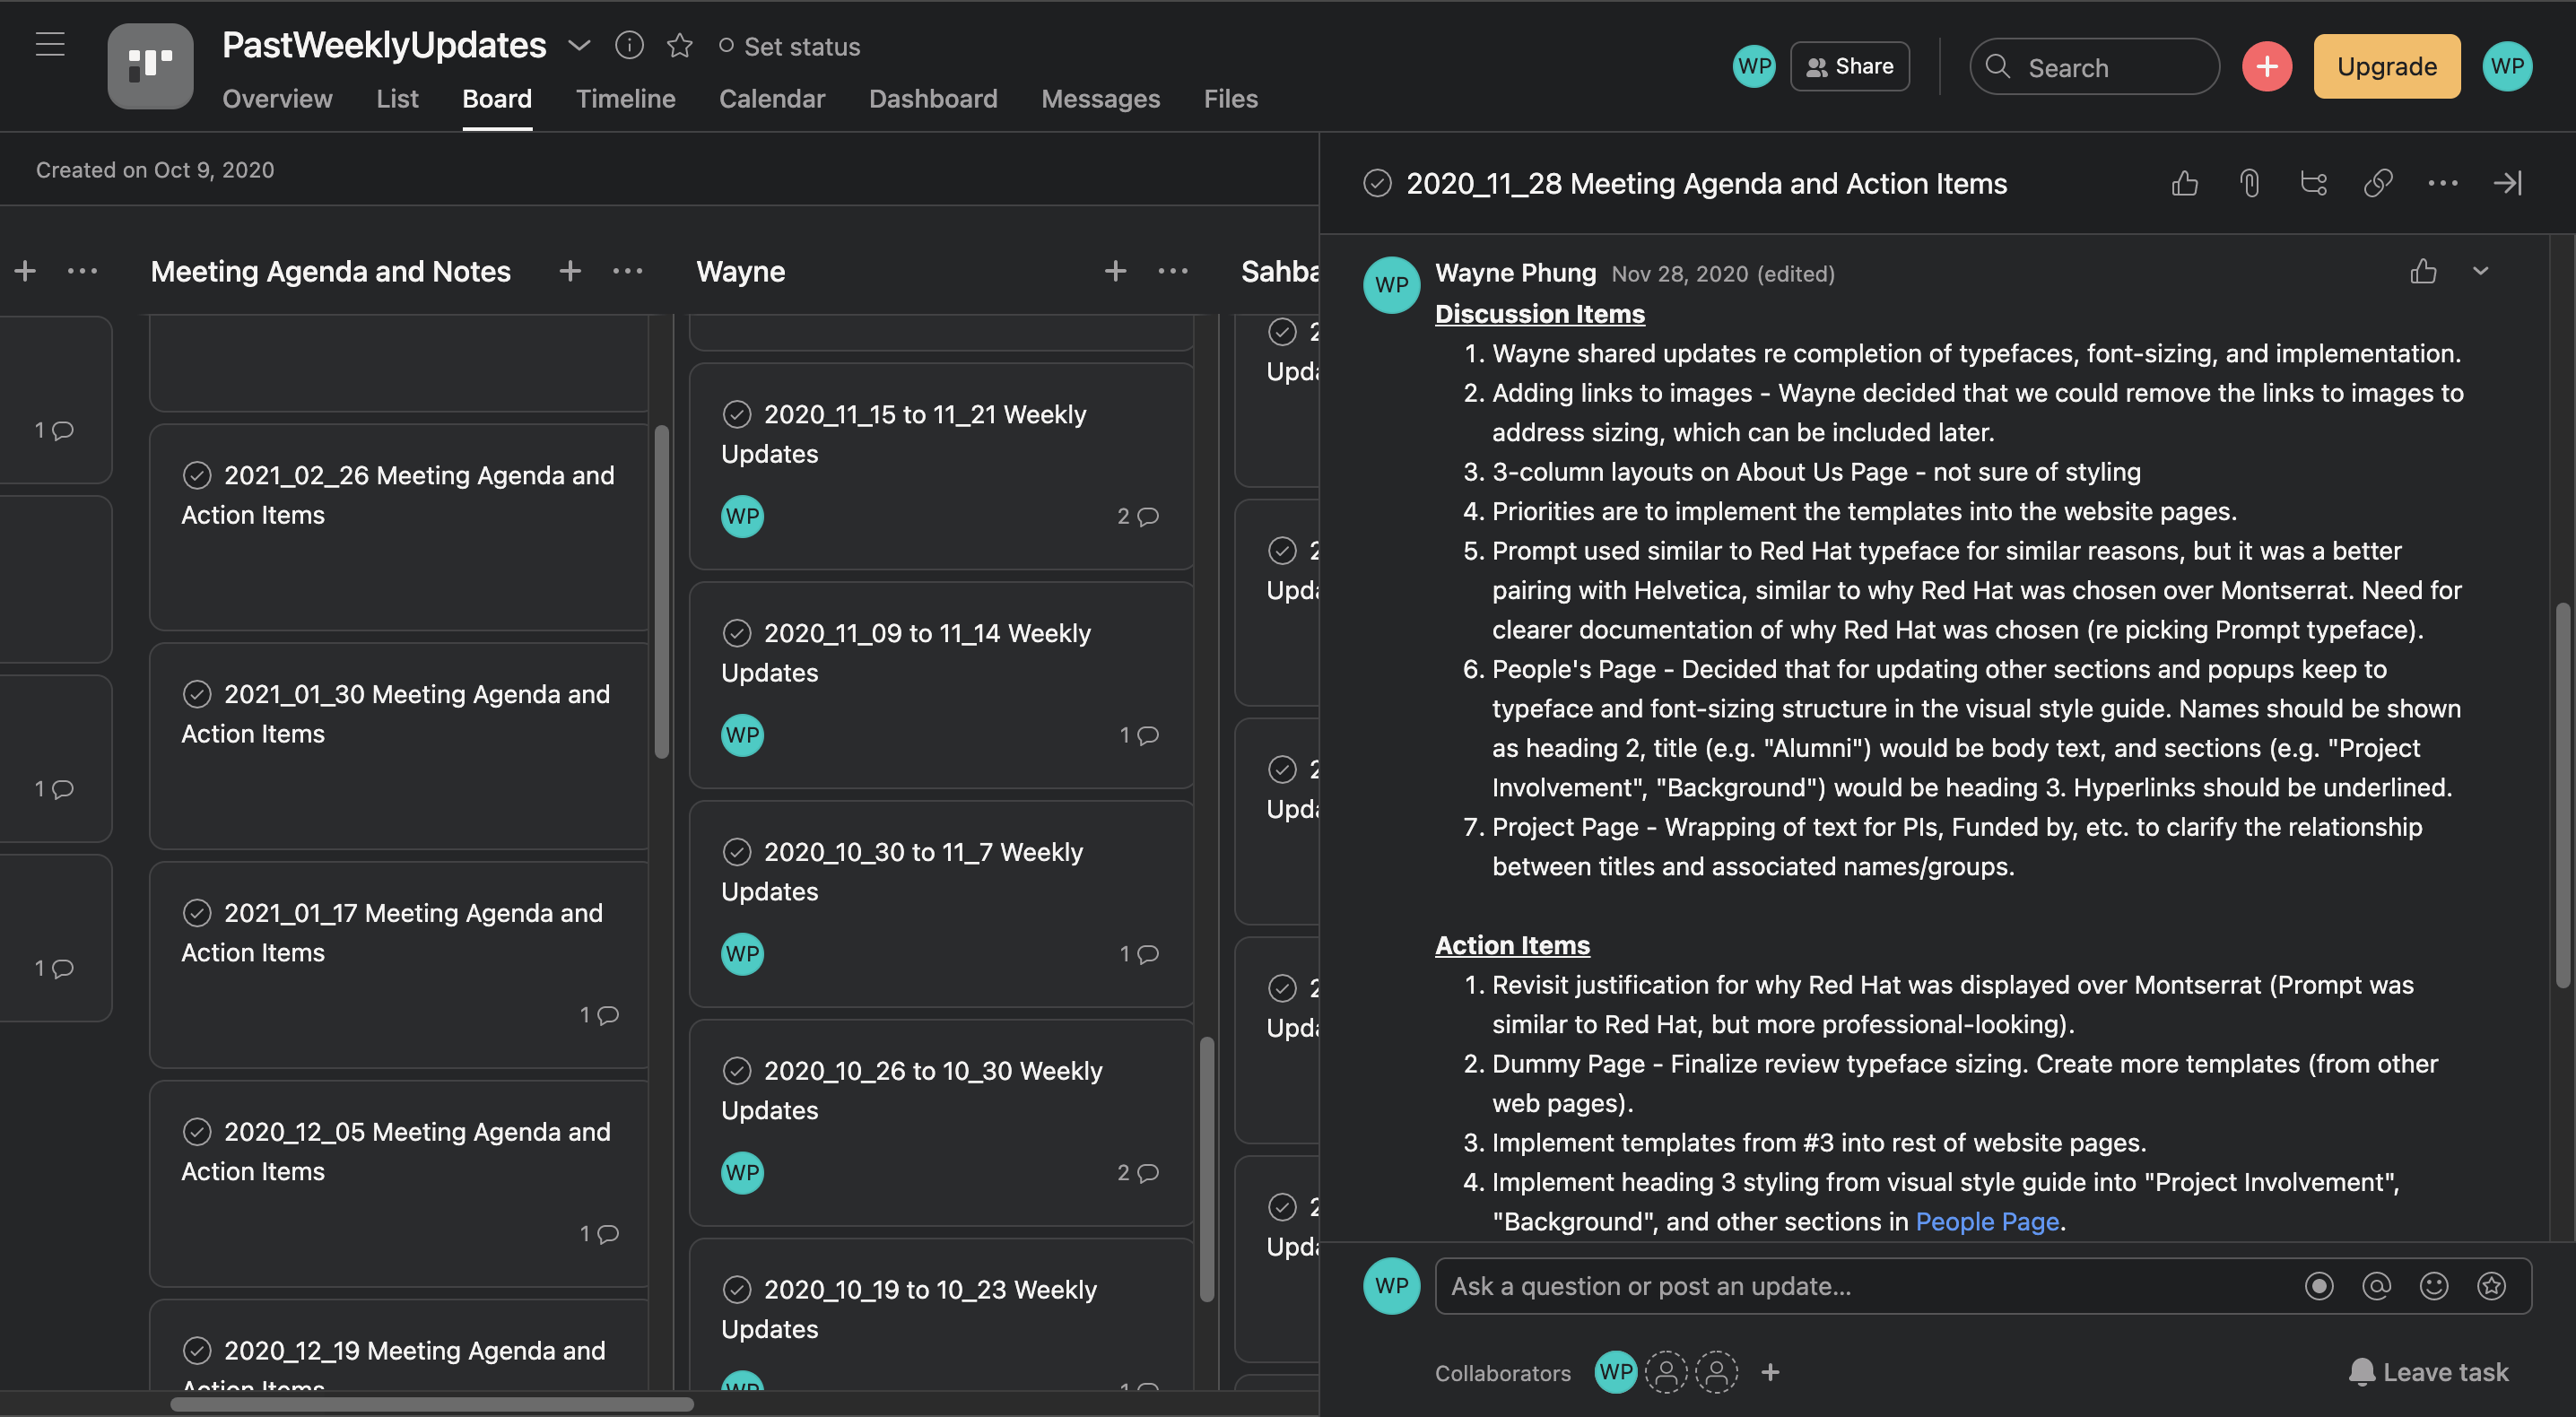 PastWeeklyUpdates
Set status
Overview List Board Timeline Calendar Dashboard Messages Files
WP Share Search Upgrade WP
Created on Oct 9, 2020
Meeting Agenda and Notes
Wayne
1
1
1
2021_02_26 Meeting Agenda and
Action Items
2021_01_30 Meeting Agenda and
Action Items
2021_01_17 Meeting Agenda and
Action Items
1
2020_12_05 Meeting Agenda and
Action Items
1
2020_12_19 Meeting Agenda and
Action Items
2020_11_15 to 11_21 Weekly
Updates
WP 2
2020_11_09 to 11_14 Weekly
Updates
WP 1
2020_10_30 to 11_7 Weekly
Updates
WP 1
2020_10_26 to 10_30 Weekly
Updates
WP 2
2020_10_19 to 10_23 Weekly
Updates
WP 1
2020_11_28 Meeting Agenda and Action Items
WP Wayne Phung Nov 28, 2020 (edited)
Discussion Items
1. Wayne shared updates re completion of typefaces, font-sizing, and implementation.
2. Adding links to images - Wayne decided that we could remove the links to images to
address sizing, which can be included later.
3. 3-column layouts on About Us Page - not sure of styling
4. Priorities are to implement the templates into the website pages.
5. Prompt used similar to Red Hat typeface for similar reasons, but it was a better
pairing with Helvetica, similar to why Red Hat was chosen over Montserrat. Need for
clearer documentation of why Red Hat was chosen (re picking Prompt typeface).
6. People's Page - Decided that for updating other sections and popups keep to
typeface and font-sizing structure in the visual style guide. Names should be shown
as heading 2, title (e.g. "Alumni") would be body text, and sections (e.g. "Project
Involvement", "Background") would be heading 3. Hyperlinks should be underlined.
7. Project Page - Wrapping of text for PIs, Funded by, etc. to clarify the relationship
between titles and associated names/groups.
Action Items
1. Revisit justification for why Red Hat was displayed over Montserrat (Prompt was
similar to Red Hat, but more professional-looking).
2. Dummy Page - Finalize review typeface sizing. Create more templates (from other
web pages).
3. Implement templates from #3 into rest of website pages.
4. Implement heading 3 styling from visual style guide into "Project Involvement",
"Background", and other sections in People Page.
WP Ask a question or post an update...
Collaborators WP Leave task